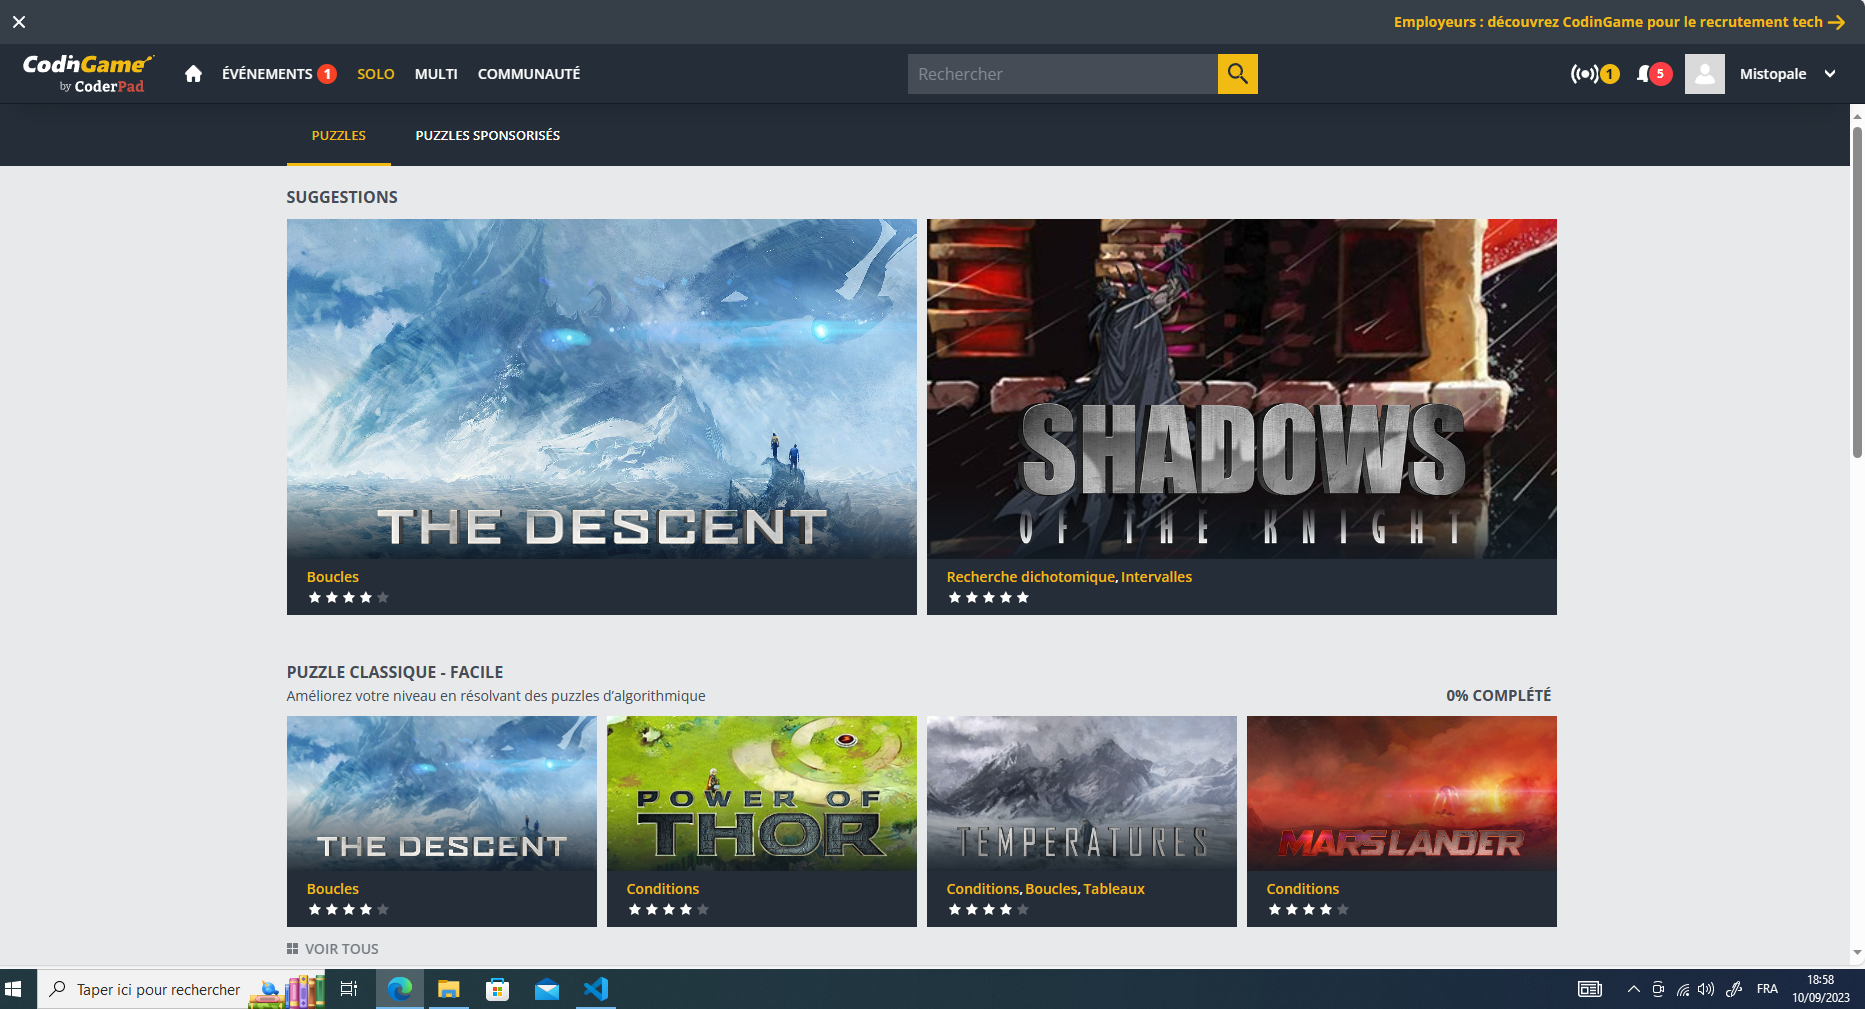 Employeurs : découvrez CodinGame pour le recrutement tech
CodinGame
by CoderPad
ÉVÉNEMENTS 1 SOLO MULTI COMMUNAUTÉ
Rechercher
1 5 Mistopale
PUZZLES PUZZLES SPONSORISÉS
SUGGESTIONS
THE DESCENT
Boucles
SHADOWS
OF THE KNIGHT
Recherche dichotomique, Intervalles
PUZZLE CLASSIQUE - FACILE
Améliorez votre niveau en résolvant des puzzles d’algorithmique
0% COMPLÉTÉ
THE DESCENT
Boucles
POWER OF
THOR
Conditions
TEMPERATURES
Conditions, Boucles, Tableaux
MARS LANDER
Conditions
VOIR TOUS
Taper ici pour rechercher
FRA
18:58
10/09/2023